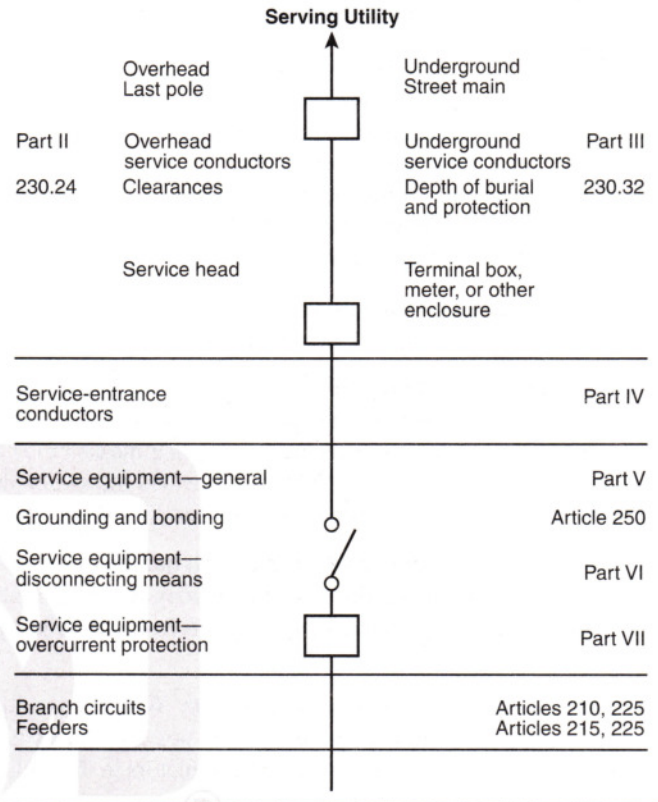 Serving Utility
Overhead
Last pole
Underground
Street main
Part II
Overhead
service conductors
Underground
service conductors
Part III
230.24
Clearances
Depth of burial
and protection
230.32
Service head
Terminal box,
meter, or other
enclosure
Service-entrance
conductors
Part IV
Service equipment—general
Part V
Grounding and bonding
Article 250
Service equipment—
disconnecting means
Part VI
Service equipment—
overcurrent protection
Part VII
Branch circuits
Feeders
Articles 210, 225
Articles 215, 225